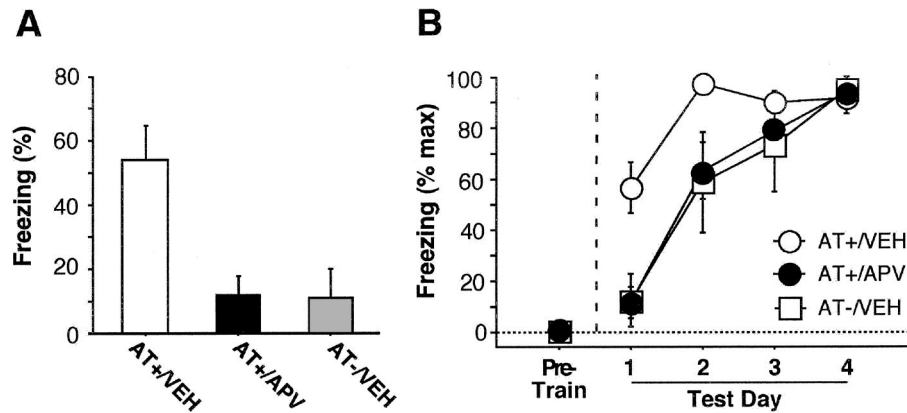 A
Freezing (%)
80
60
40
20
0
AT+/VEH
AT+/APV
AT-/VEH
B
Freezing (% max)
100
80
60
40
20
0
AT+/VEH
AT+/APV
AT-/VEH
Pre-
Train
1 2 3 4
Test Day